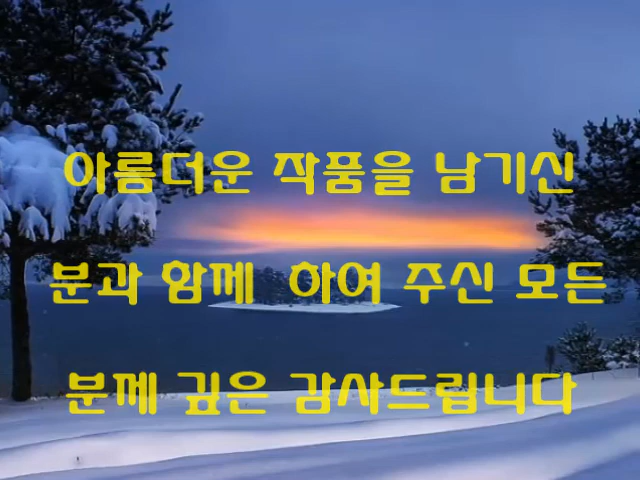 아름더운 작품을 남기신
분과 함께 하여 주신 모든
분께 깊은 감사드립니다